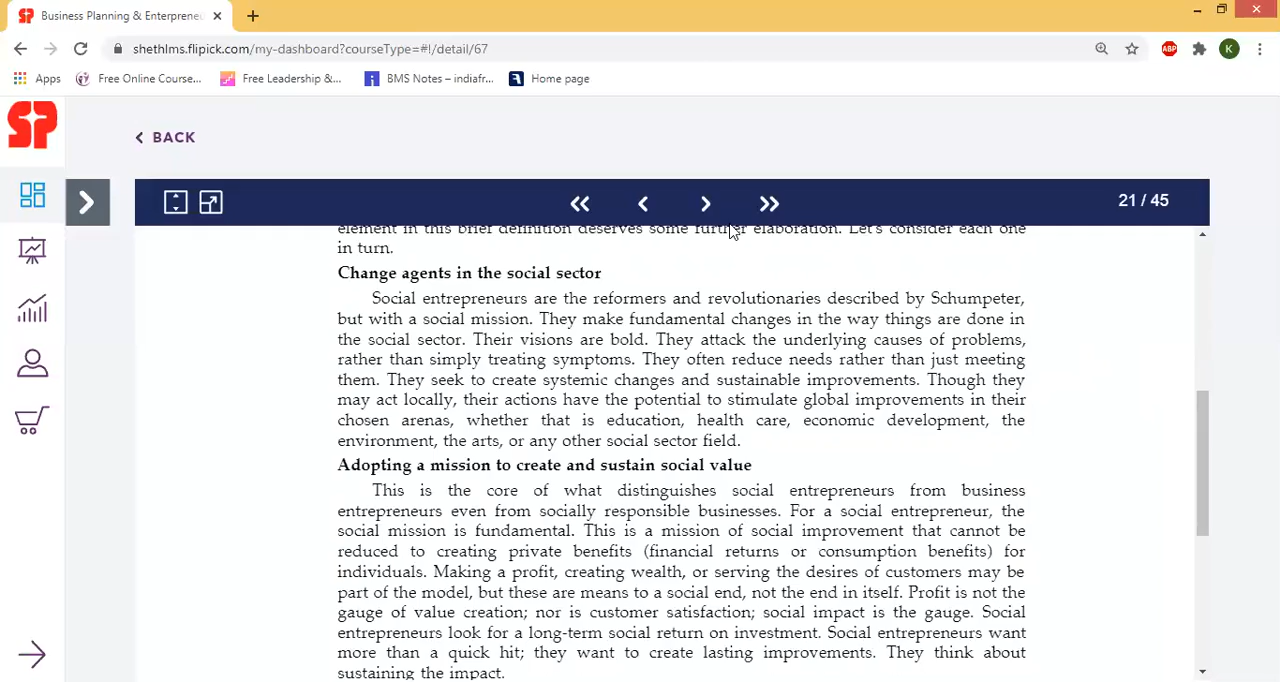 Business Planning & Enterprene
shethlms.flipick.com/my-dashboard?courseType=#!/detail/67
ABP
K
Apps
Free Online Course...
Free Leadership &...
BMS Notes – indiafr...
Home page
SP
BACK
21 / 45
element in this brief definition deserves some further elaboration. Let's consider each one
in turn.
Change agents in the social sector
Social entrepreneurs are the reformers and revolutionaries described by Schumpeter,
but with a social mission. They make fundamental changes in the way things are done in
the social sector. Their visions are bold. They attack the underlying causes of problems,
rather than simply treating symptoms. They often reduce needs rather than just meeting
them. They seek to create systemic changes and sustainable improvements. Though they
may act locally, their actions have the potential to stimulate global improvements in their
chosen arenas, whether that is education, health care, economic development, the
environment, the arts, or any other social sector field.
Adopting a mission to create and sustain social value
This is the core of what distinguishes social entrepreneurs from business
entrepreneurs even from socially responsible businesses. For a social entrepreneur, the
social mission is fundamental. This is a mission of social improvement that cannot be
reduced to creating private benefits (financial returns or consumption benefits) for
individuals. Making a profit, creating wealth, or serving the desires of customers may be
part of the model, but these are means to a social end, not the end in itself. Profit is not the
gauge of value creation; nor is customer satisfaction; social impact is the gauge. Social
entrepreneurs look for a long-term social return on investment. Social entrepreneurs want
more than a quick hit; they want to create lasting improvements. They think about
sustaining the impact.